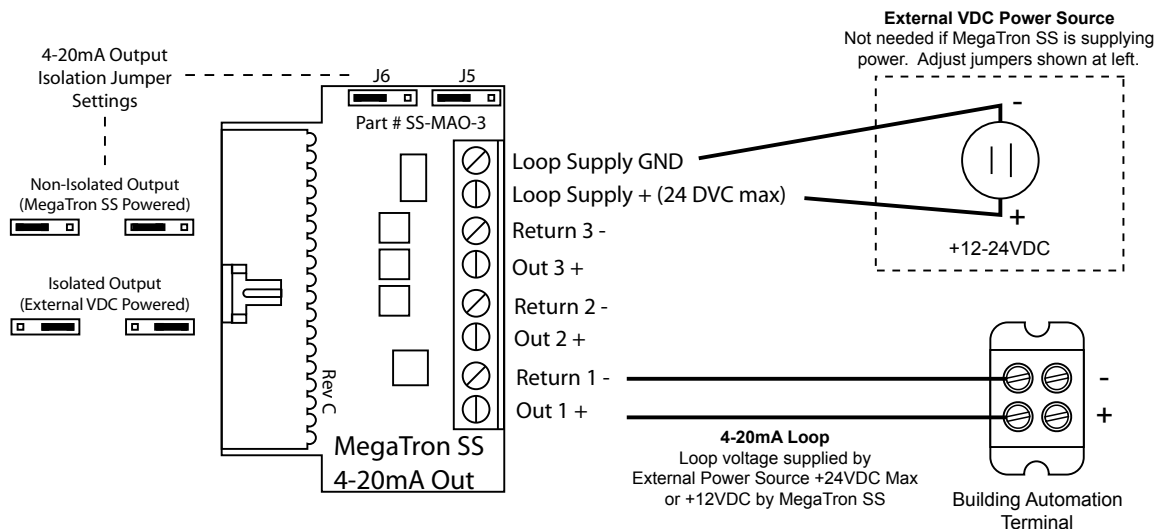 External VDC Power Source
Not needed if MegaTron SS is supplying
power. Adjust jumpers shown at left.
4-20mA Output
Isolation Jumper
Settings
J6
J5
Part # SS-MAO-3
Loop Supply GND
Loop Supply + (24 DVC max)
Return 3 -
Out 3 +
Return 2 -
Out 2 +
Return 1 -
Out 1 +
-
+
+12-24VDC
Non-Isolated Output
(MegaTron SS Powered)
Isolated Output
(External VDC Powered)
Rev C
MegaTron SS
4-20mA Out
4-20mA Loop
Loop voltage supplied by
External Power Source +24VDC Max
or +12VDC by MegaTron SS
-
+
Building Automation
Terminal